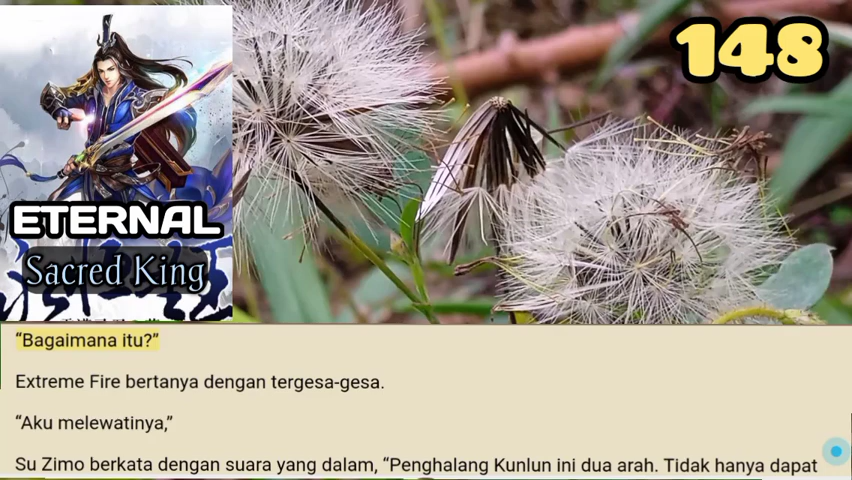 148
ETERNAL
Sacred King
“Bagaimana itu?”
Extreme Fire bertanya dengan tergesa-gesa.
“Aku melewatinya,”
Su Zimo berkata dengan suara yang dalam, “Penghalang Kunlun ini dua arah. Tidak hanya dapat